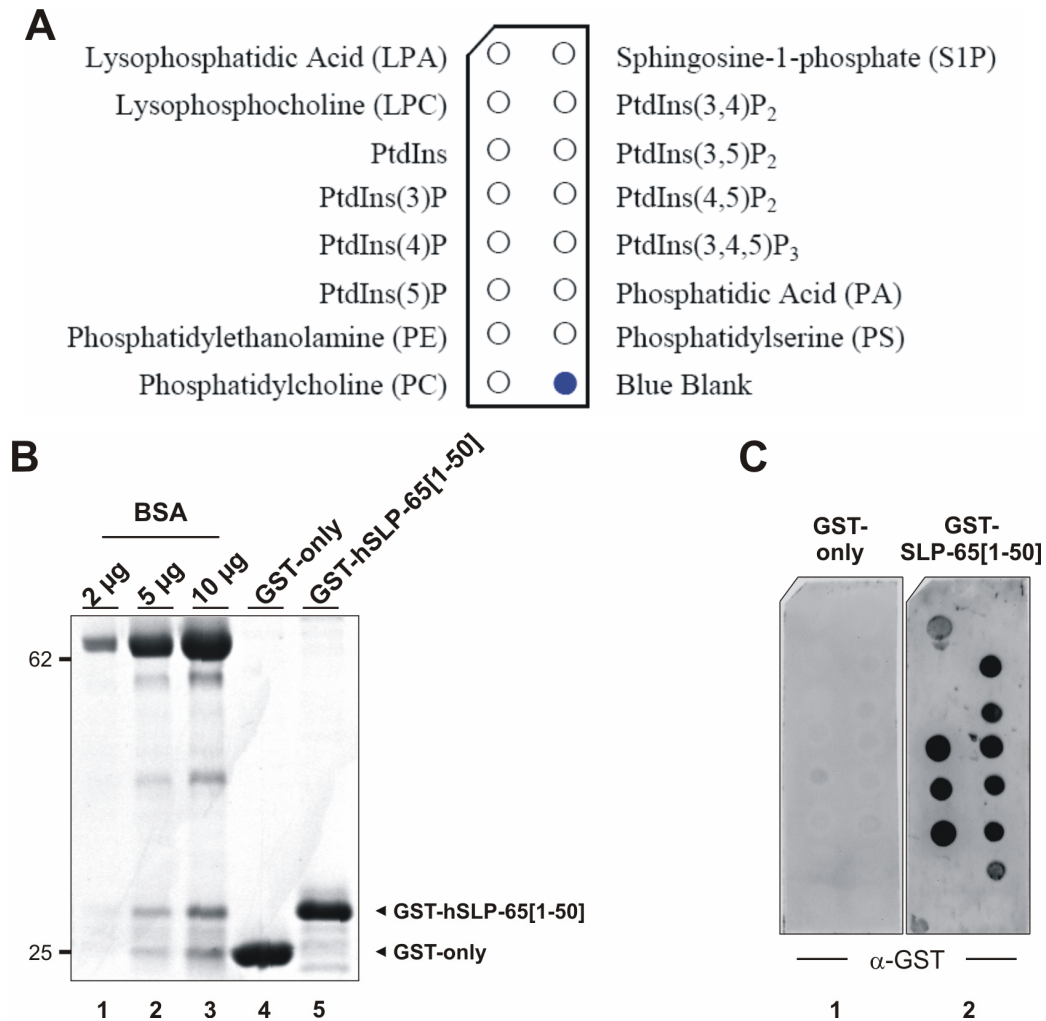 A
Lysophosphatidic Acid (LPA)
Sphingosine-1-phosphate (S1P)
Lysophosphocholine (LPC)
PtdIns(3,4)P₂
PtdIns
PtdIns(3,5)P₂
PtdIns(3)P
PtdIns(4,5)P₂
PtdIns(4)P
PtdIns(3,4,5)P₃
PtdIns(5)P
Phosphatidic Acid (PA)
Phosphatidylethanolamine (PE)
Phosphatidylserine (PS)
Phosphatidylcholine (PC)
Blue Blank
B
BSA
2 µg
5 µg
10 µg
GST-only
GST-hSLP-65[1-50]
62
25
GST-hSLP-65[1-50]
GST-only
1 2 3 4 5
C
GST-
only
GST-
SLP-65[1-50]
α-GST
1 2